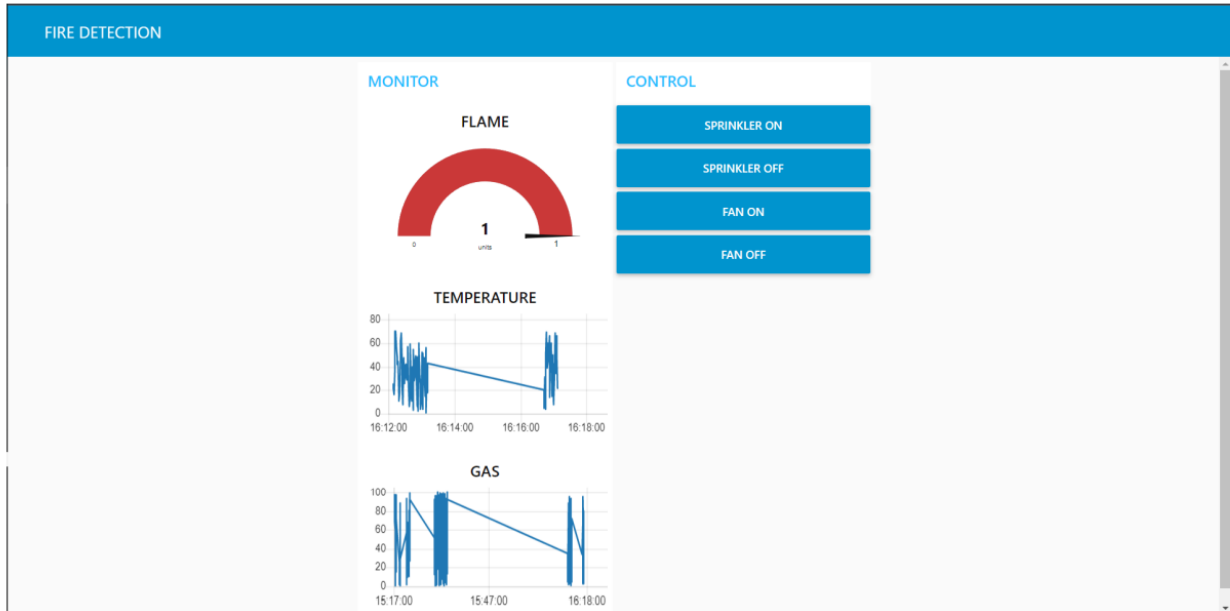 FIRE DETECTION
MONITOR
FLAME
1
units
0
1
TEMPERATURE
80
60
40
20
0
16:12:00 16:14:00 16:16:00 16:18:00
GAS
100
80
60
40
20
0
15:17:00 15:47:00 16:18:00
CONTROL
SPRINKLER ON
SPRINKLER OFF
FAN ON
FAN OFF